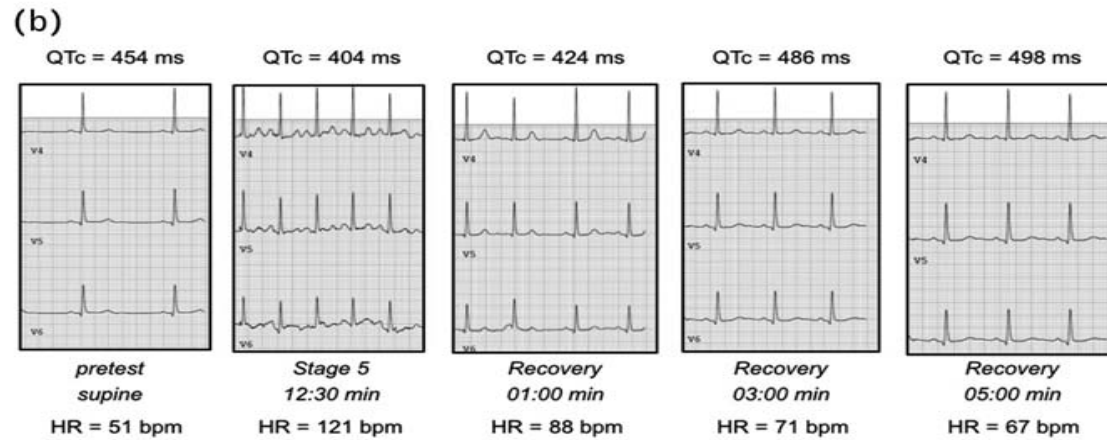 (b)
QTc = 454 ms QTc = 404 ms QTc = 424 ms QTc = 486 ms QTc = 498 ms
V4 V4 V4 V4 V4
V5 V5 V5 V5 V5
V6 V6 V6 V6 V6
pretest Stage 5 Recovery Recovery Recovery
supine 12:30 min 01:00 min 03:00 min 05:00 min
HR = 51 bpm HR = 121 bpm HR = 88 bpm HR = 71 bpm HR = 67 bpm